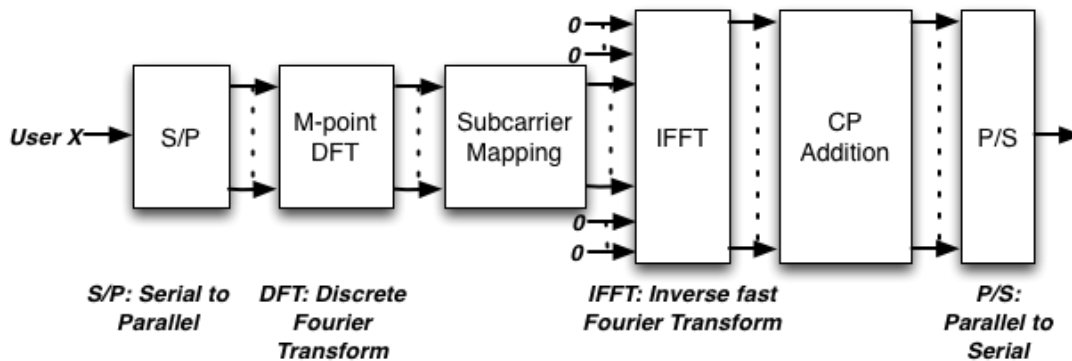 0
0
User X
S/P
M-point
DFT
Subcarrier
Mapping
IFFT
CP
Addition
P/S
0
0
S/P: Serial to
Parallel
DFT: Discrete
Fourier
Transform
IFFT: Inverse fast
Fourier Transform
P/S:
Parallel to
Serial